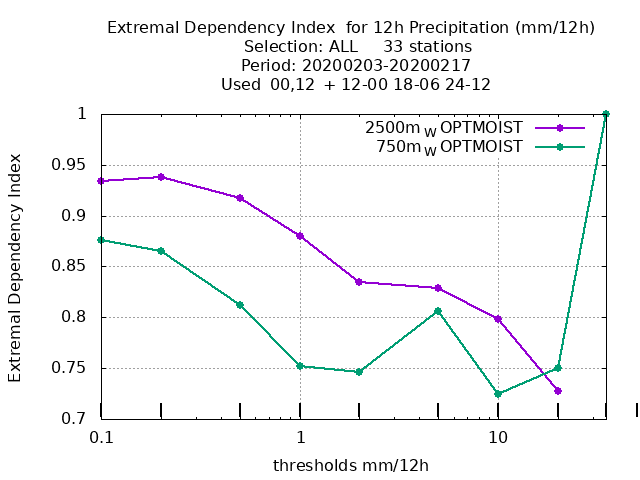 Extremal Dependency Index  for 12h Precipitation (mm/12h)
Selection: ALL     33 stations
Period: 20200203-20200217
Used  00,12  + 12-00 18-06 24-12
2500m W OPTMOIST
750m W OPTMOIST
1
0.95
0.9
0.85
0.8
0.75
0.7
Extremal Dependency Index
0.1
1
10
thresholds mm/12h